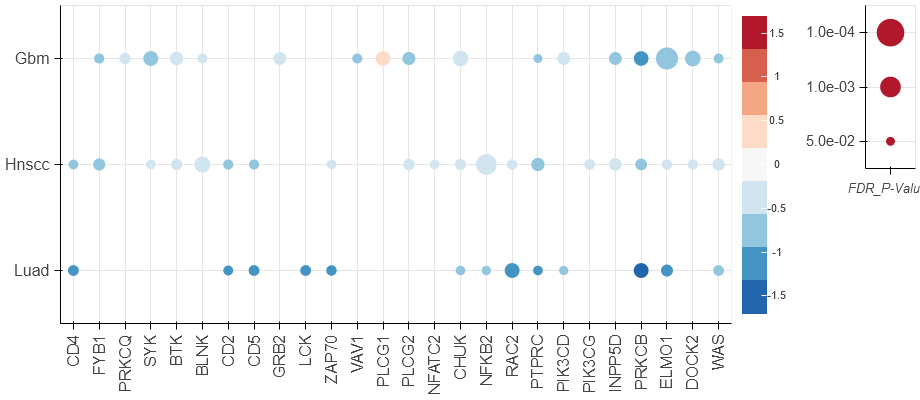 Gbm
Hnscc
Luad
CD4
FYB1
PRKCQ
SYK
BTK
BLNK
CD2
CD5
GRB2
LCK
ZAP70
VAV1
PLCG1
PLCG2
NFATC2
CHUK
NFKB2
RAC2
PTPRC
PIK3CD
PIK3CG
INPP5D
PRKCB
ELMO1
DOCK2
WAS
1.5
1
0.5
0
-0.5
-1
-1.5
1.0e-04
1.0e-03
5.0e-02
FDR_P-Valu